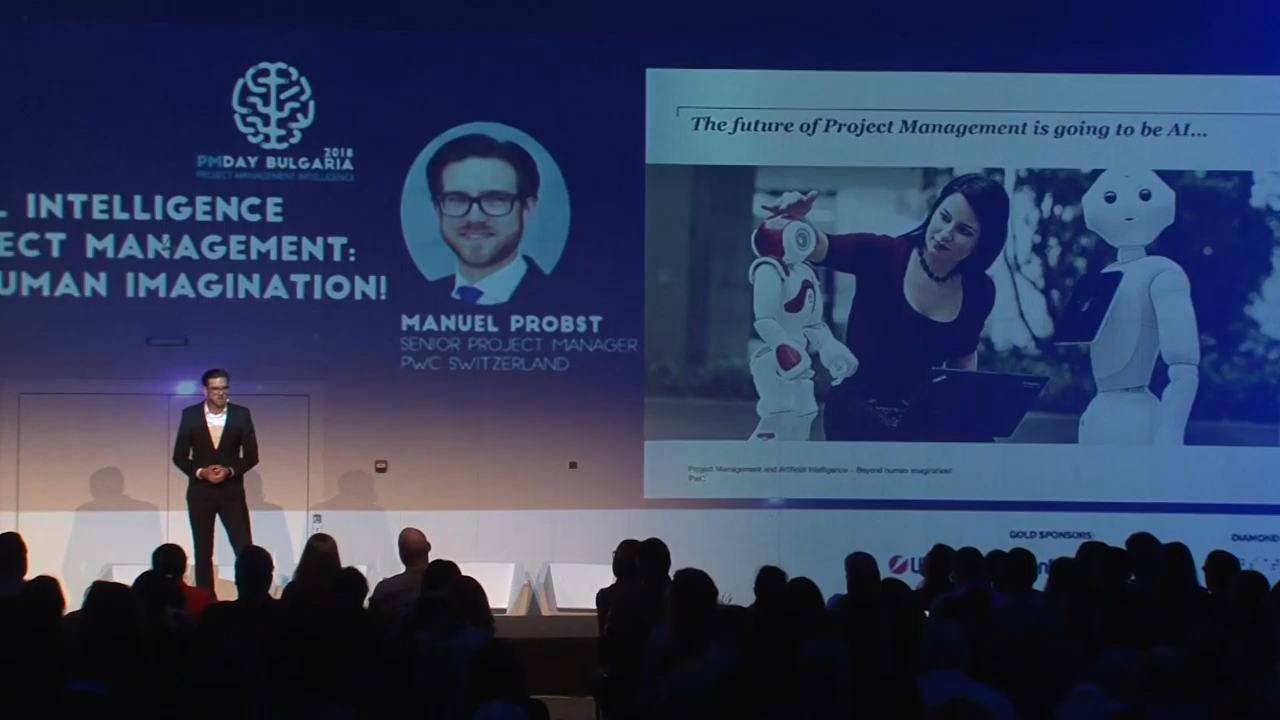 2018
PMDAY BULGARIA
PROJECT MANAGEMENT INTELLIGENCE
L INTELLIGENCE
ECT MANAGEMENT:
UMAN IMAGINATION!
MANUEL PROBST
SENIOR PROJECT MANAGER
PWC SWITZERLAND
The future of Project Management is going to be AI...
Project Management and Artificial Intelligence - Beyond human imagination!
PwC
GOLD SPONSORS:
DIAMOND